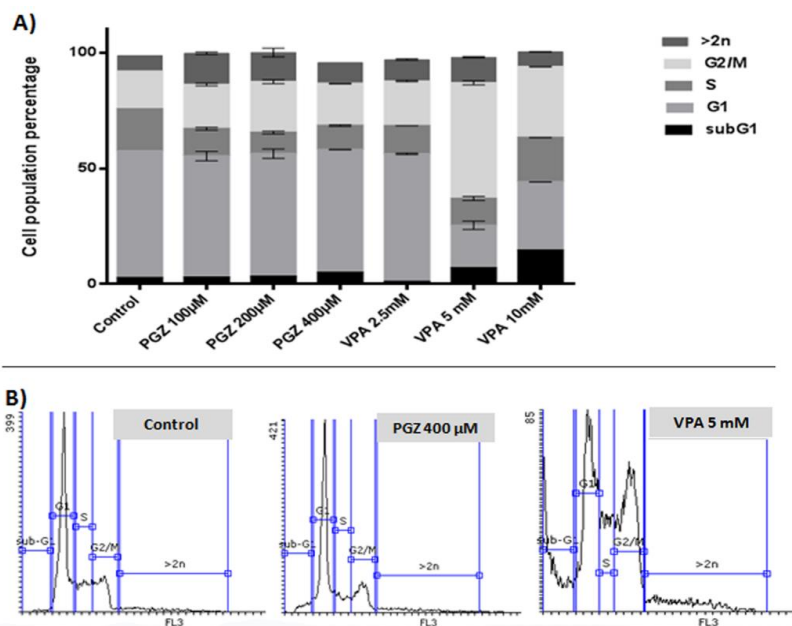 A)
100
50
0
Cell population percentage
Control
PGZ 100µM
PGZ 200µM
PGZ 400µM
VPA 2.5mM
VPA 5 mM
VPA 10mM
>2n
G2/M
S
G1
subG1
B)
399
Control
sub-G1
G1
S
G2/M
>2n
FL3
421
PGZ 400 µM
sub-G1
G1
S
G2/M
>2n
FL3
85
VPA 5 mM
sub-G1
G1
S
G2/M
>2n
FL3